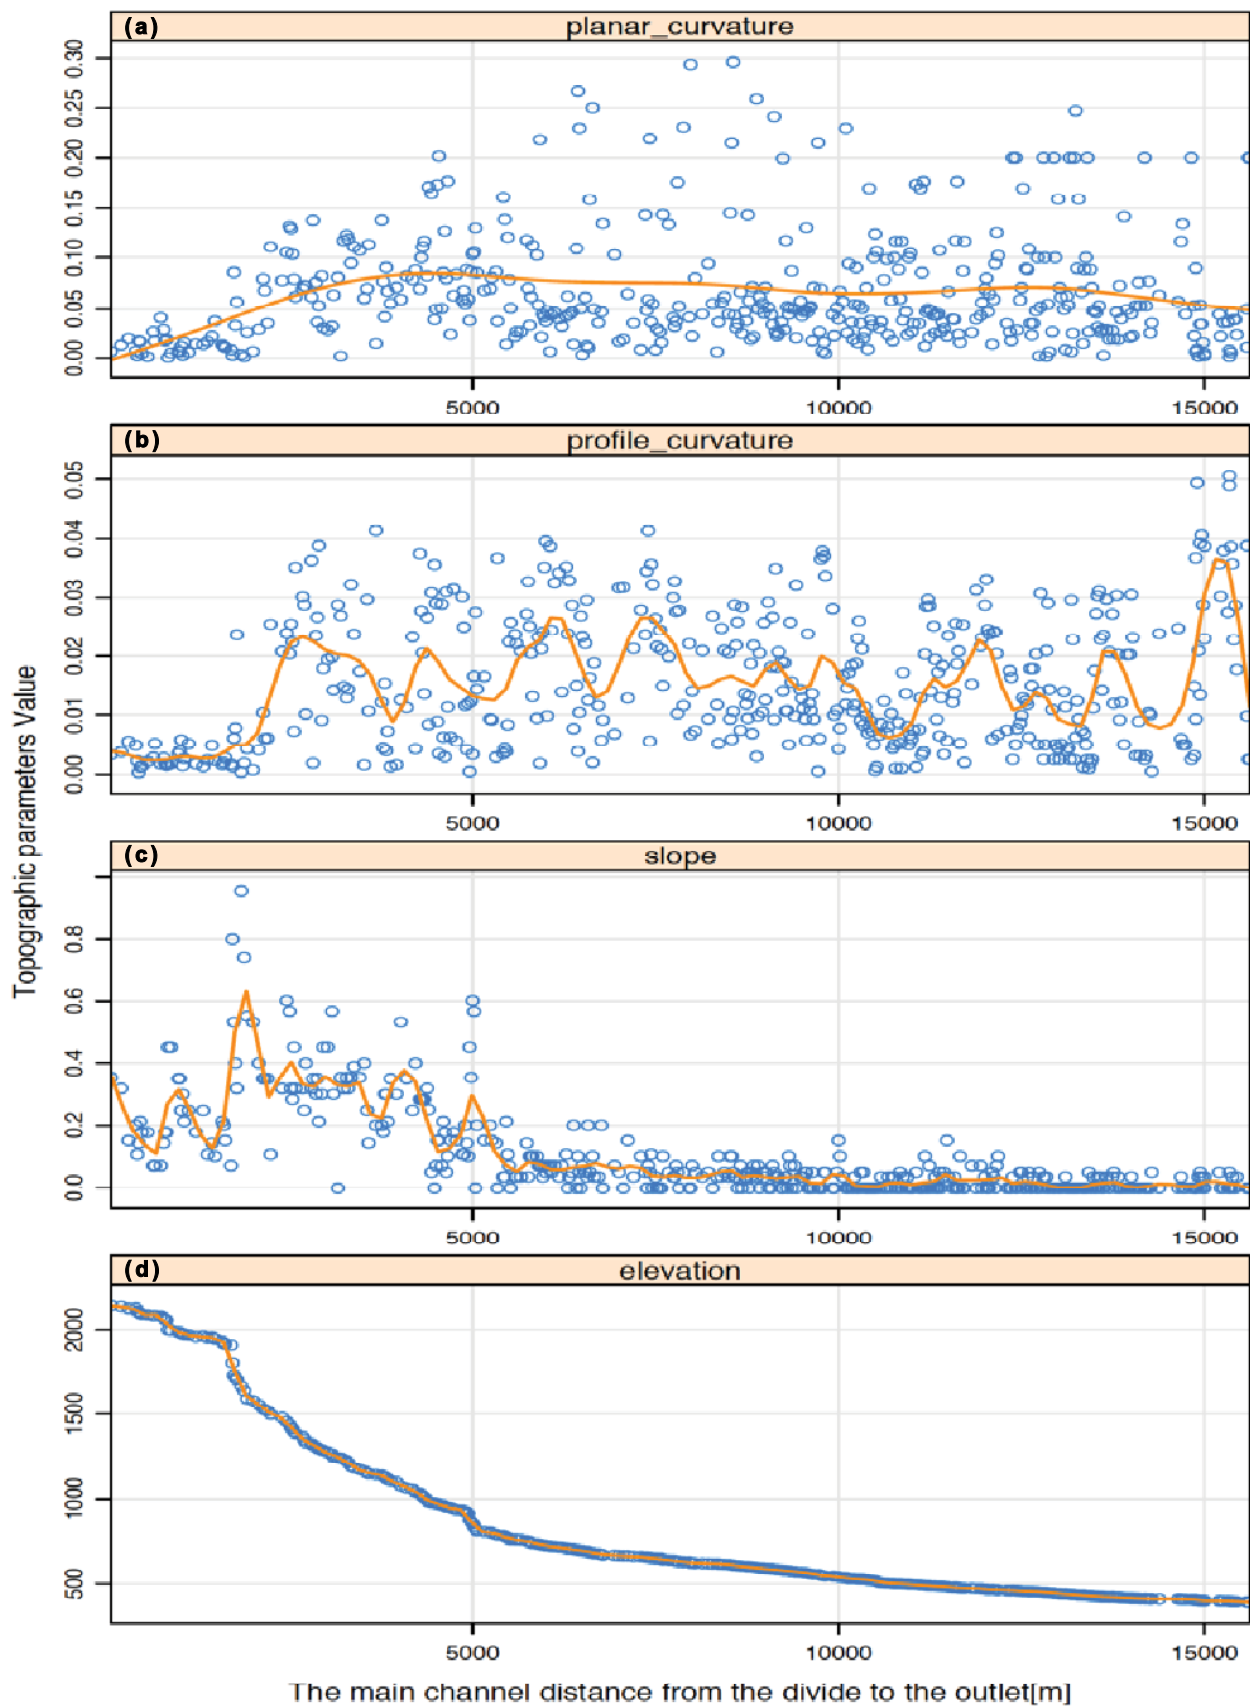 (a) planar_curvature
0.30
0.25
0.20
0.15
0.10
0.05
0.00
5000 10000 15000
(b) profile_curvature
0.05
0.04
0.03
0.02
0.01
0.00
5000 10000 15000
Topographic parameters Value
(c) slope
0.8
0.6
0.4
0.2
0.0
5000 10000 15000
(d) elevation
2000
1500
1000
500
5000 10000 15000
The main channel distance from the divide to the outlet[m]